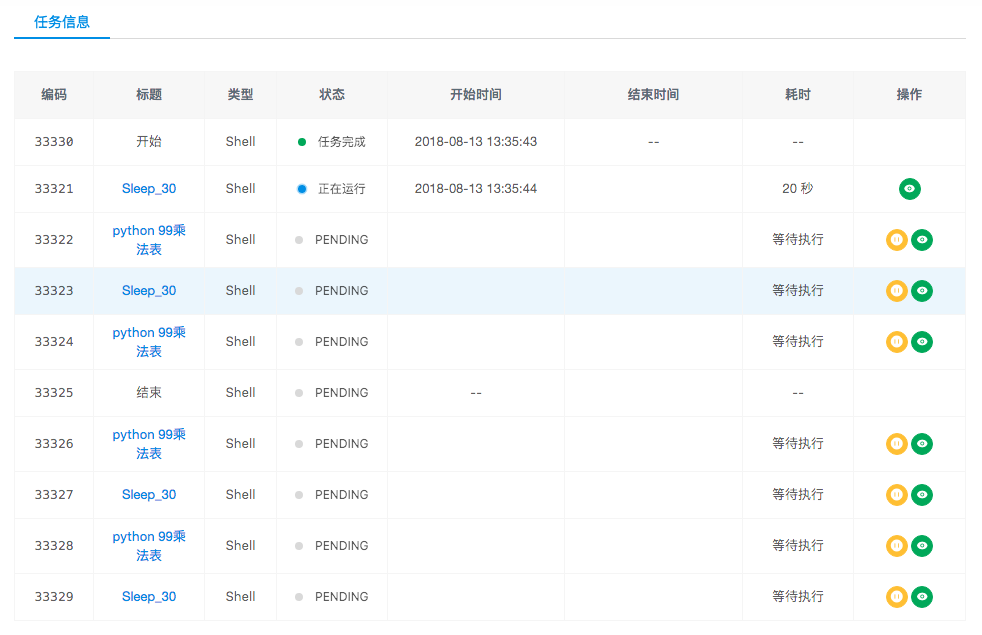 任务信息
编码 标题 类型 状态 开始时间 结束时间 耗时 操作
33330 开始 Shell 任务完成 2018-08-13 13:35:43 -- --
33321 Sleep_30 Shell 正在运行 2018-08-13 13:35:44 20 秒
33322 python 99乘
法表 Shell PENDING 等待执行
33323 Sleep_30 Shell PENDING 等待执行
33324 python 99乘
法表 Shell PENDING 等待执行
33325 结束 Shell PENDING -- --
33326 python 99乘
法表 Shell PENDING 等待执行
33327 Sleep_30 Shell PENDING 等待执行
33328 python 99乘
法表 Shell PENDING 等待执行
33329 Sleep_30 Shell PENDING 等待执行